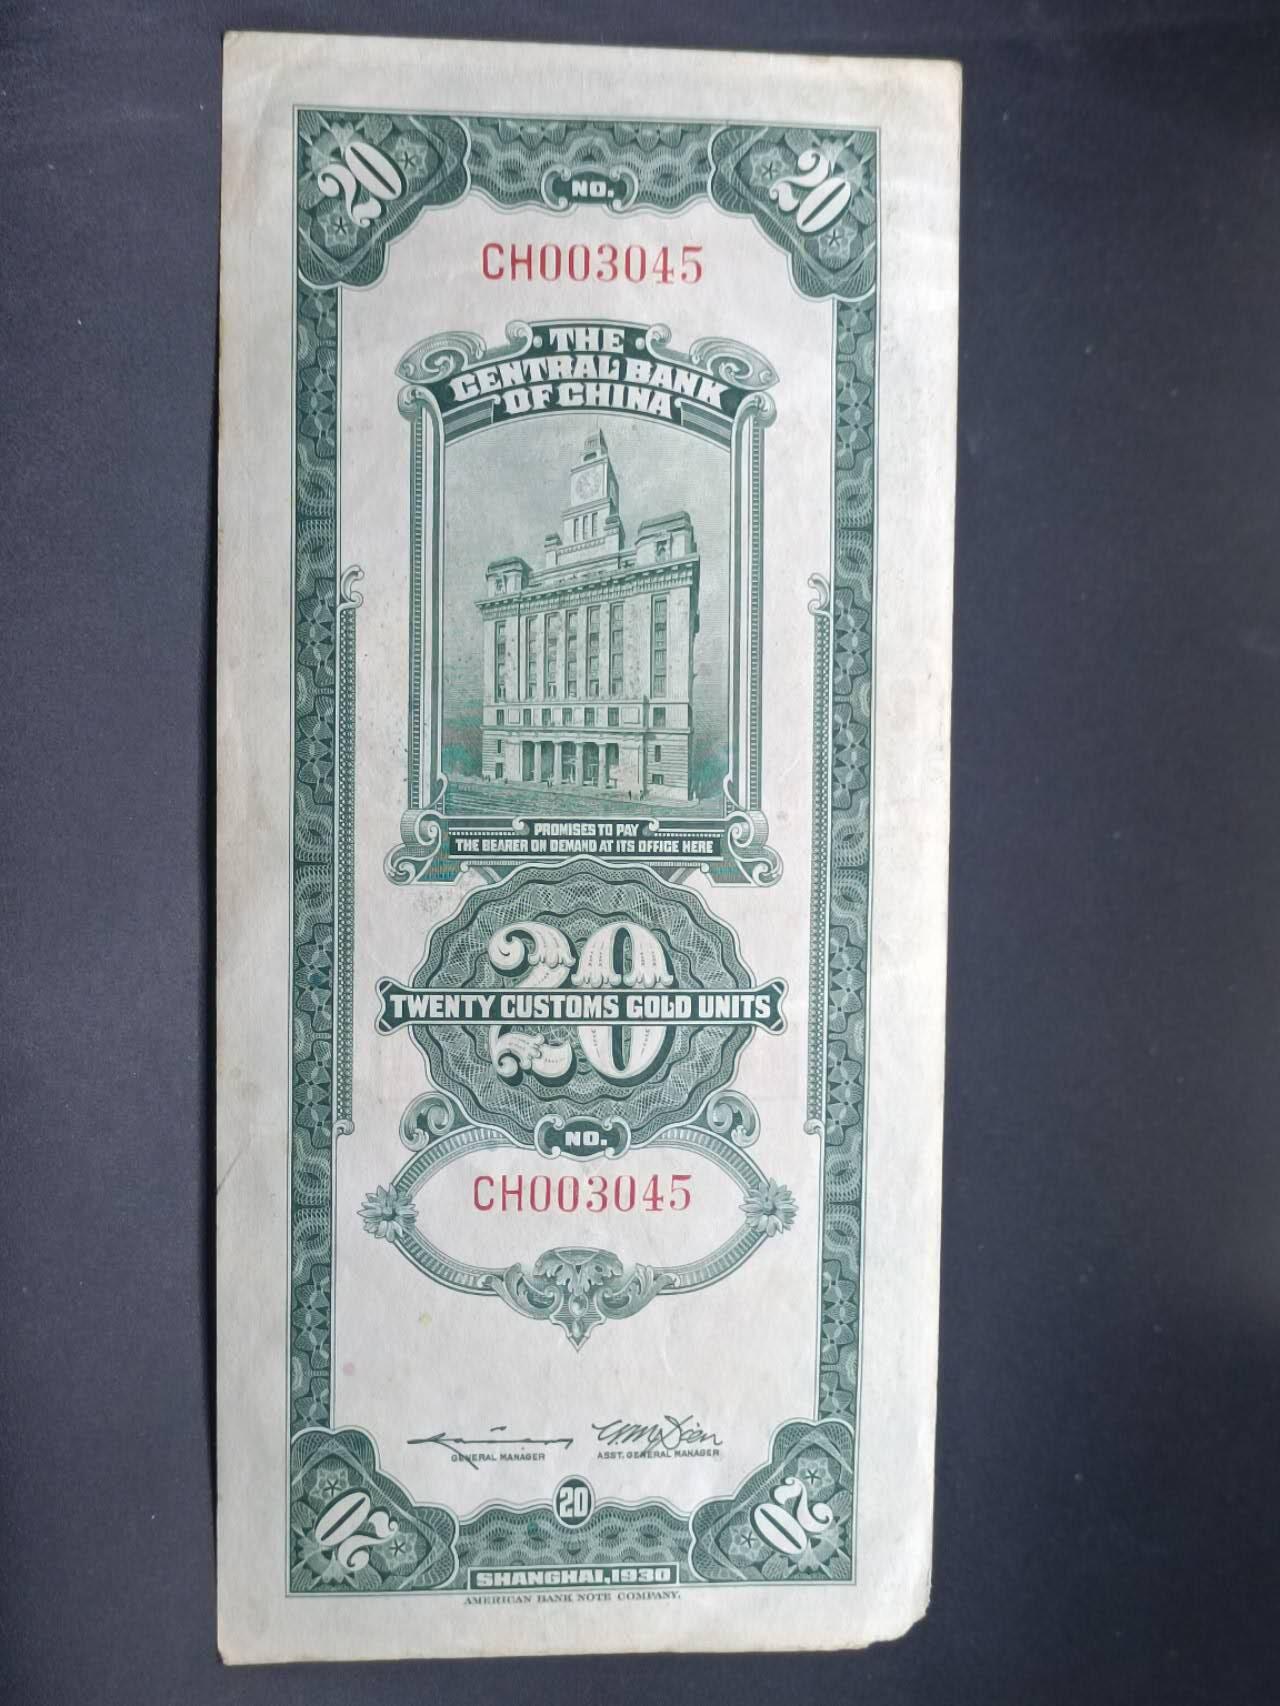 20 NO. 20
CH003045
THE
CENTRAL BANK
OF CHINA
PROMISES TO PAY
THE BEARER ON DEMAND AT ITS OFFICE HERE
20
TWENTY CUSTOMS GOLD UNITS
NO.
CH003045
GENERAL MANAGER ASST. GENERAL MANAGER
20 20 20
SHANGHAI, 1930
AMERICAN BANK NOTE COMPANY.